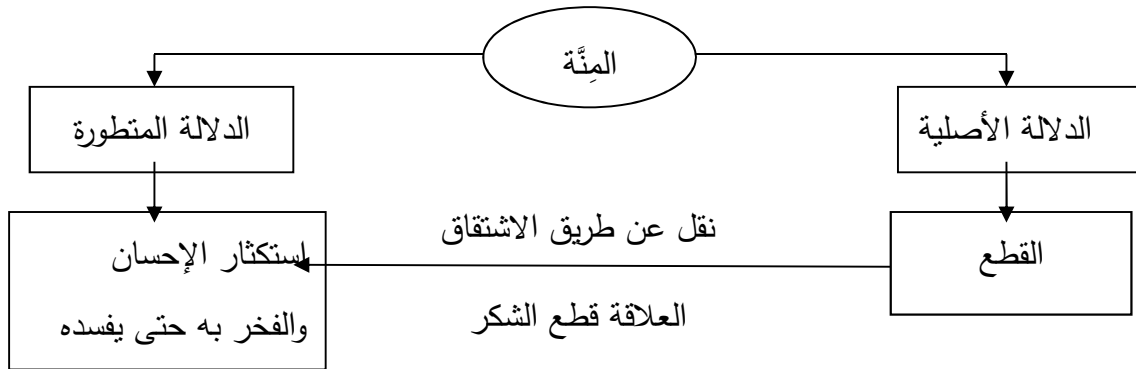 المِنَّة
الدلالة الأصلية
الدلالة المتطورة
القطع
نقل عن طريق الاشتقاق
العلاقة قطع الشكر
استكثار الإحسان
والفخر به حتى يفسده